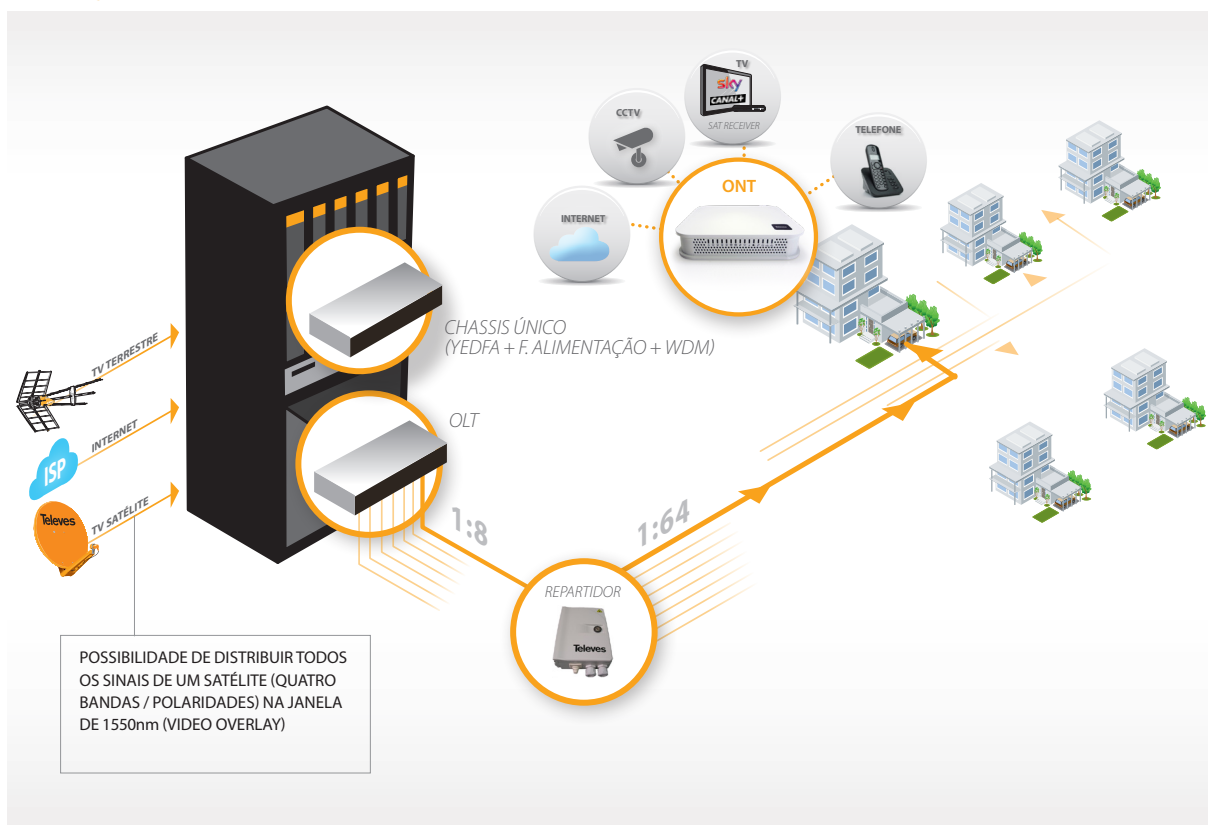 TV
sky
CANAL+
SAT RECEIVER
CCTV
TELEFONE
INTERNET
ONT
CHASSIS ÚNICO
(YEDFA + F. ALIMENTAÇÃO + WDM)
TV TERRESTRE
INTERNET
ISP
OLT
TV SATÉLITE
Televes
1:8
1:64
REPARTIDOR
Televes
POSSIBILIDADE DE DISTRIBUIR TODOS
OS SINAIS DE UM SATÉLITE (QUATRO
BANDAS / POLARIDADES) NA JANELA
DE 1550nm (VIDEO OVERLAY)